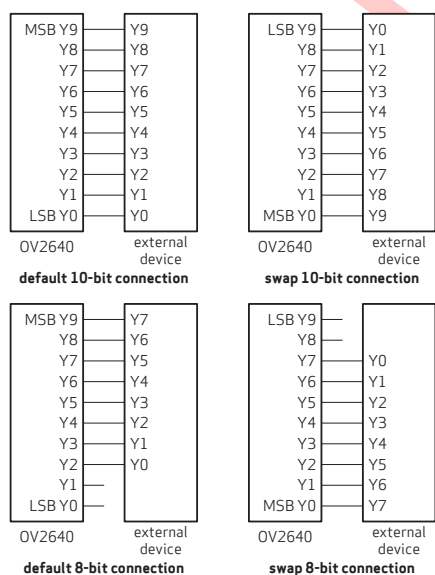 MSB Y9 Y9
Y8 Y8
Y7 Y7
Y6 Y6
Y5 Y5
Y4 Y4
Y3 Y3
Y2 Y2
Y1 Y1
LSB Y0 Y0
OV2640 external
device
default 10-bit connection
LSB Y9 Y0
Y8 Y1
Y7 Y2
Y6 Y3
Y5 Y4
Y4 Y5
Y3 Y6
Y2 Y7
Y1 Y8
MSB Y0 Y9
OV2640 external
device
swap 10-bit connection
MSB Y9 Y7
Y8 Y6
Y7 Y5
Y6 Y4
Y5 Y3
Y4 Y2
Y3 Y1
Y2 Y0
Y1
LSB Y0
OV2640 external
device
default 8-bit connection
LSB Y9
Y8
Y7 Y0
Y6 Y1
Y5 Y2
Y4 Y3
Y3 Y4
Y2 Y5
Y1 Y6
MSB Y0 Y7
OV2640 external
device
swap 8-bit connection